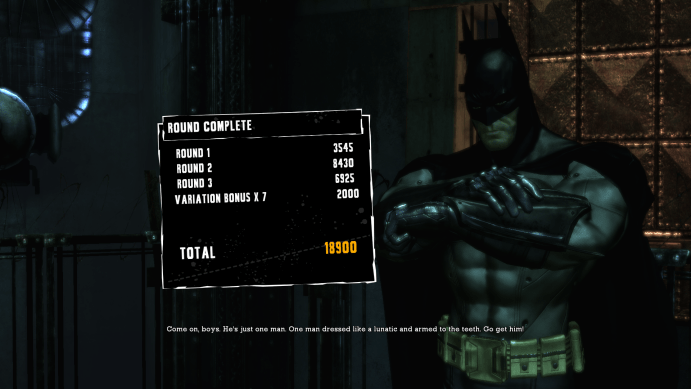 ROUND COMPLETE
ROUND 1 3545
ROUND 2 8430
ROUND 3 6925
VARIATION BONUS X 7 2000
TOTAL 18900
Come on, boys. He's just one man. One man dressed like a lunatic and armed to the teeth. Go get him!